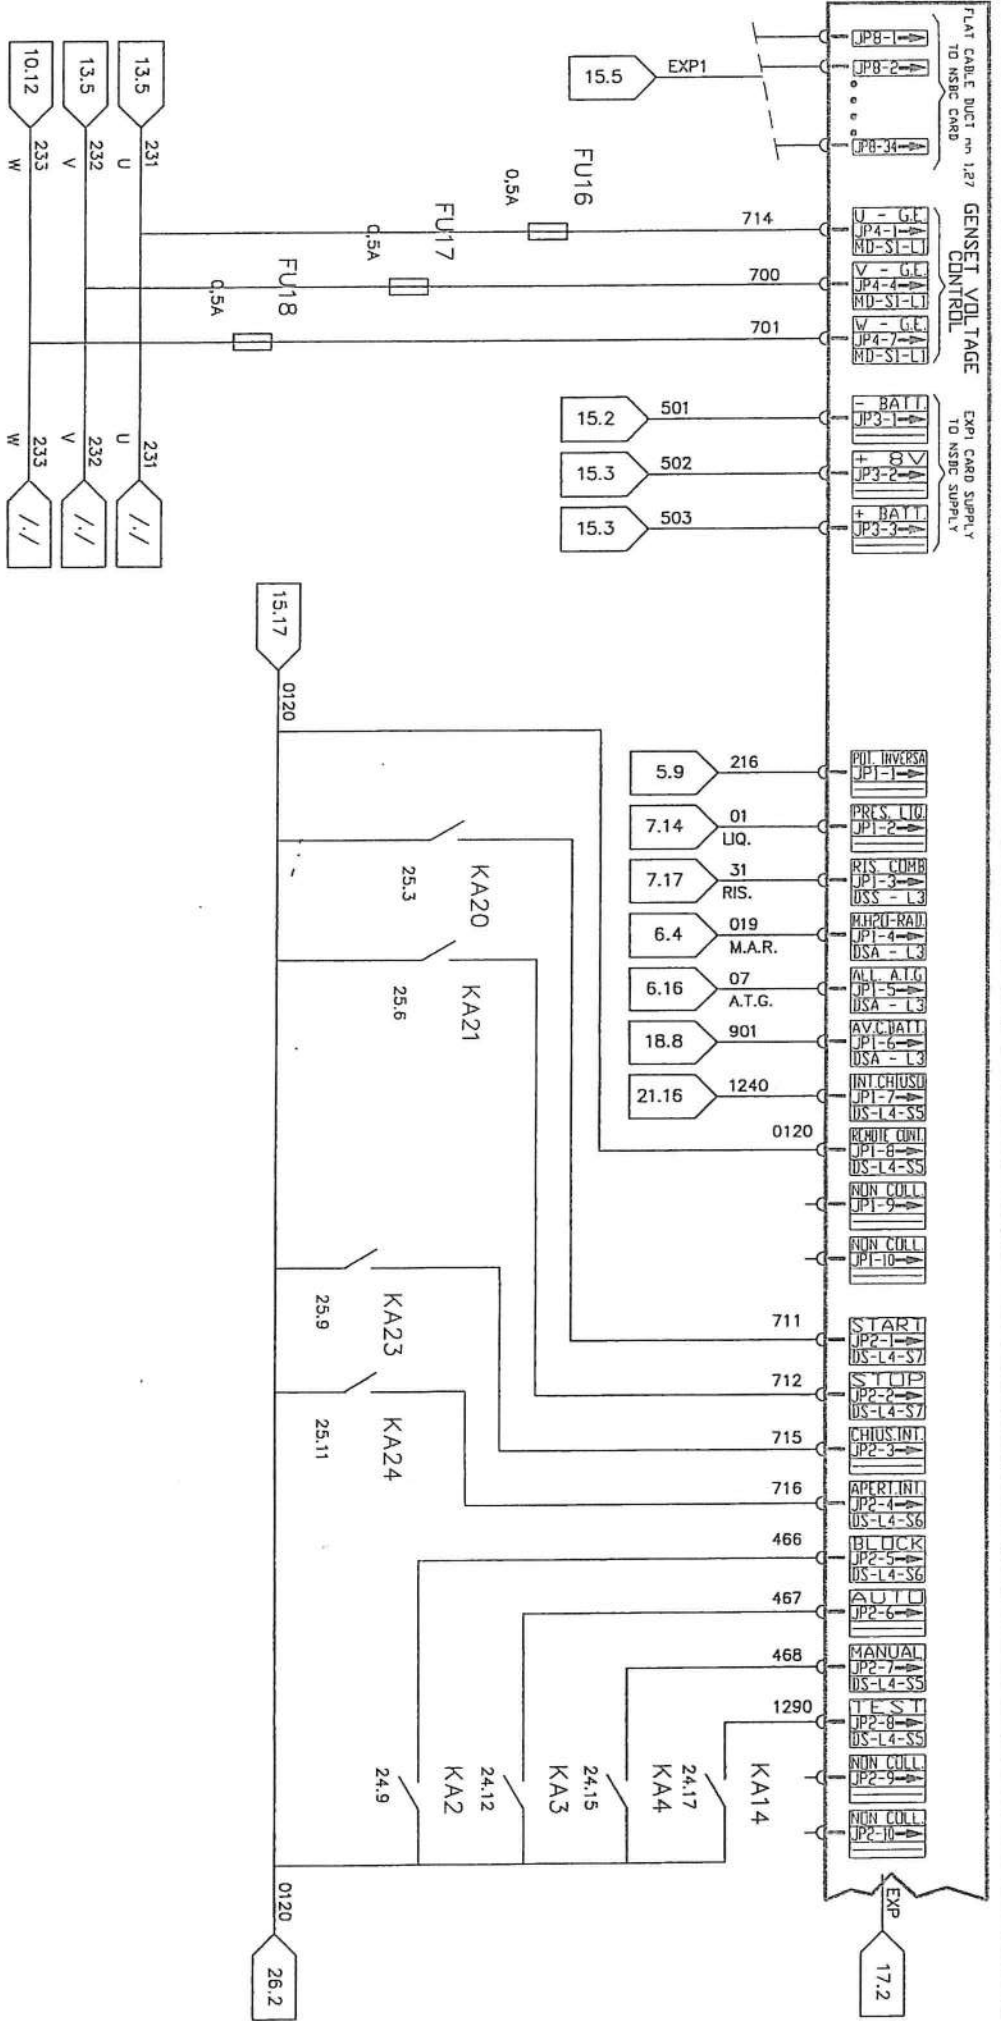 FLAT CABLE DUCT mm 1,27
TO NSBC CARD
JP8-1
JP8-2
JP8-34
EXP1
15.5
GENSET VOLTAGE
CONTROL
U - G.E.
JP4-1
MD-S1-L1
V - G.E.
JP4-4
MD-S1-L1
W - G.E.
JP4-7
MD-S1-L1
714
700
701
FU16
0,5A
FU17
0,5A
FU18
0,5A
13.5
231
U
231
U
/./
13.5
232
V
232
V
/./
10.12
233
W
233
W
/./
EXP1 CARD SUPPLY
TO NSBC SUPPLY
- BATT.
JP3-1
+ 8V
JP3-2
+ BATT.
JP3-3
501
15.2
502
15.3
503
15.3
POT. INVERSA
JP1-1
216
5.9
PRES. LIQ.
JP1-2
01
LIQ.
7.14
RIS. COMB
JP1-3
DSS - L3
31
RIS.
7.17
M.H2O-RAD.
JP1-4
DSA - L3
019
M.A.R.
6.4
ALL. A.T.G
JP1-5
DSA - L3
07
A.T.G.
6.16
AV.C.BATT.
JP1-6
DSA - L3
901
18.8
INT.CHIUSO
JP1-7
DS-L4-S5
1240
21.16
REMOTE CONT.
JP1-8
DS-L4-S5
0120
NON COLL.
JP1-9
NON COLL.
JP1-10
START
JP2-1
DS-L4-S7
711
STOP
JP2-2
DS-L4-S7
712
CHIUS.INT.
JP2-3
715
APERT.INT.
JP2-4
DS-L4-S6
716
BLOCK
JP2-5
DS-L4-S6
466
AUTO
JP2-6
467
MANUAL
JP2-7
DS-L4-S5
468
TEST
JP2-8
DS-L4-S5
1290
NON COLL.
JP2-9
NON COLL.
JP2-10
EXP
17.2
15.17
0120
KA20
25.3
KA21
25.6
KA23
25.9
KA24
25.11
KA2
24.9
KA3
24.12
KA4
24.15
KA14
24.17
0120
26.2